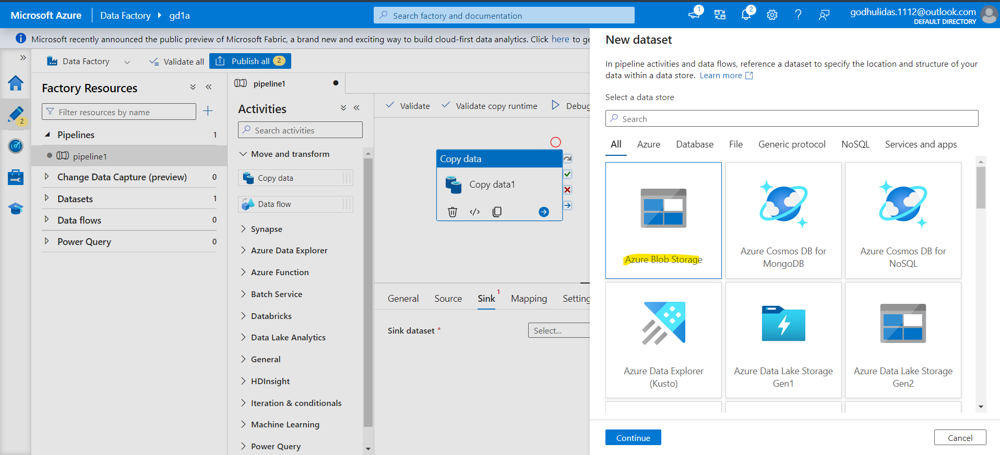 Microsoft Azure
Data Factory
gd1a
Search factory and documentation
1
2
godhulidas.1112@outlook.com
DEFAULT DIRECTORY
Microsoft recently announced the public preview of Microsoft Fabric, a brand new and exciting way to build cloud-first data analytics. Click here to ge
Data Factory
Validate all
Publish all
2
2
Factory Resources
Filter resources by name
Pipelines
1
pipeline1
Change Data Capture (preview)
0
Datasets
1
Data flows
0
Power Query
0
pipeline1
Activities
Search activities
Move and transform
Copy data
Data flow
Synapse
Azure Data Explorer
Azure Function
Batch Service
Databricks
Data Lake Analytics
General
HDInsight
Iteration & conditionals
Machine Learning
Power Query
Validate
Validate copy runtime
Debug
Copy data
Copy data1
General
Source
Sink
1
Mapping
Setting
Sink dataset *
Select...
New dataset
In pipeline activities and data flows, reference a dataset to specify the location and structure of your
data within a data store. Learn more
Select a data store
Search
All
Azure
Database
File
Generic protocol
NoSQL
Services and apps
Azure Blob Storage
Azure Cosmos DB for
MongoDB
Azure Cosmos DB for
NoSQL
Azure Data Explorer
(Kusto)
Azure Data Lake Storage
Gen1
Azure Data Lake Storage
Gen2
Continue
Cancel